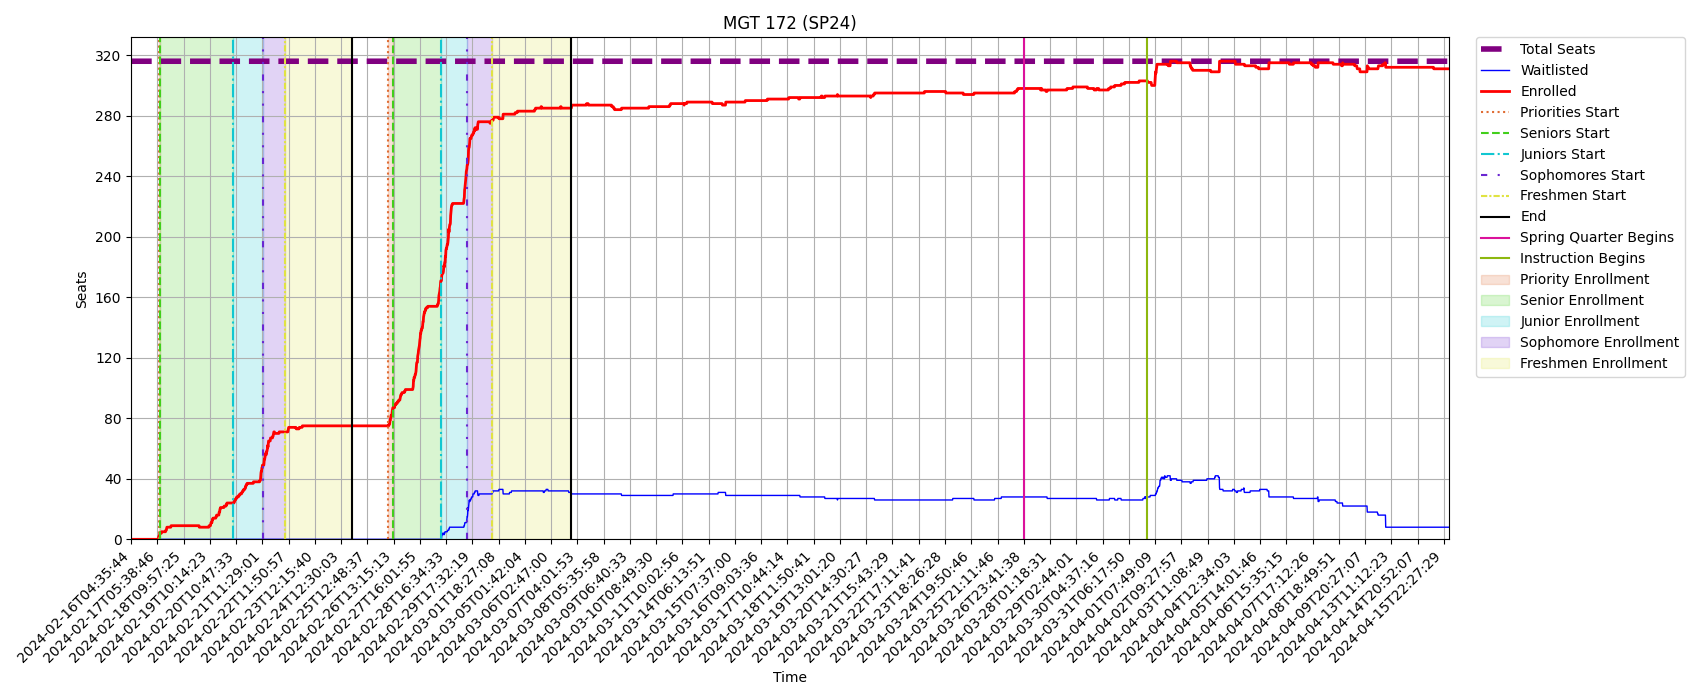 MGT 172 (SP24)
320
280
240
200
160
120
80
40
0
Seats
2024-02-16T04:35:44
2024-02-17T05:38:46
2024-02-18T09:57:25
2024-02-19T10:14:23
2024-02-20T10:47:33
2024-02-21T11:29:01
2024-02-22T11:50:57
2024-02-23T12:15:40
2024-02-24T12:30:03
2024-02-25T12:48:37
2024-02-26T13:15:13
2024-02-27T16:01:55
2024-02-28T16:34:33
2024-02-29T17:32:19
2024-03-01T18:27:08
2024-03-05T01:42:04
2024-03-06T02:47:00
2024-03-07T04:01:53
2024-03-08T05:35:58
2024-03-09T06:40:33
2024-03-10T08:49:30
2024-03-11T10:02:56
2024-03-14T06:13:51
2024-03-15T07:37:00
2024-03-16T09:03:36
2024-03-17T10:44:14
2024-03-18T11:50:41
2024-03-19T13:01:20
2024-03-20T14:30:27
2024-03-21T15:43:29
2024-03-22T17:11:41
2024-03-23T18:26:28
2024-03-24T19:50:46
2024-03-25T21:11:46
2024-03-26T23:41:38
2024-03-28T01:18:31
2024-03-29T02:44:01
2024-03-30T04:37:16
2024-03-31T06:17:50
2024-04-01T07:49:09
2024-04-02T09:27:57
2024-04-03T11:08:49
2024-04-04T12:34:03
2024-04-05T14:01:46
2024-04-06T15:35:15
2024-04-07T17:12:26
2024-04-08T18:49:51
2024-04-09T20:27:07
2024-04-13T11:12:23
2024-04-14T20:52:07
2024-04-15T22:27:29
Time
Total Seats
Waitlisted
Enrolled
Priorities Start
Seniors Start
Juniors Start
Sophomores Start
Freshmen Start
End
Spring Quarter Begins
Instruction Begins
Priority Enrollment
Senior Enrollment
Junior Enrollment
Sophomore Enrollment
Freshmen Enrollment